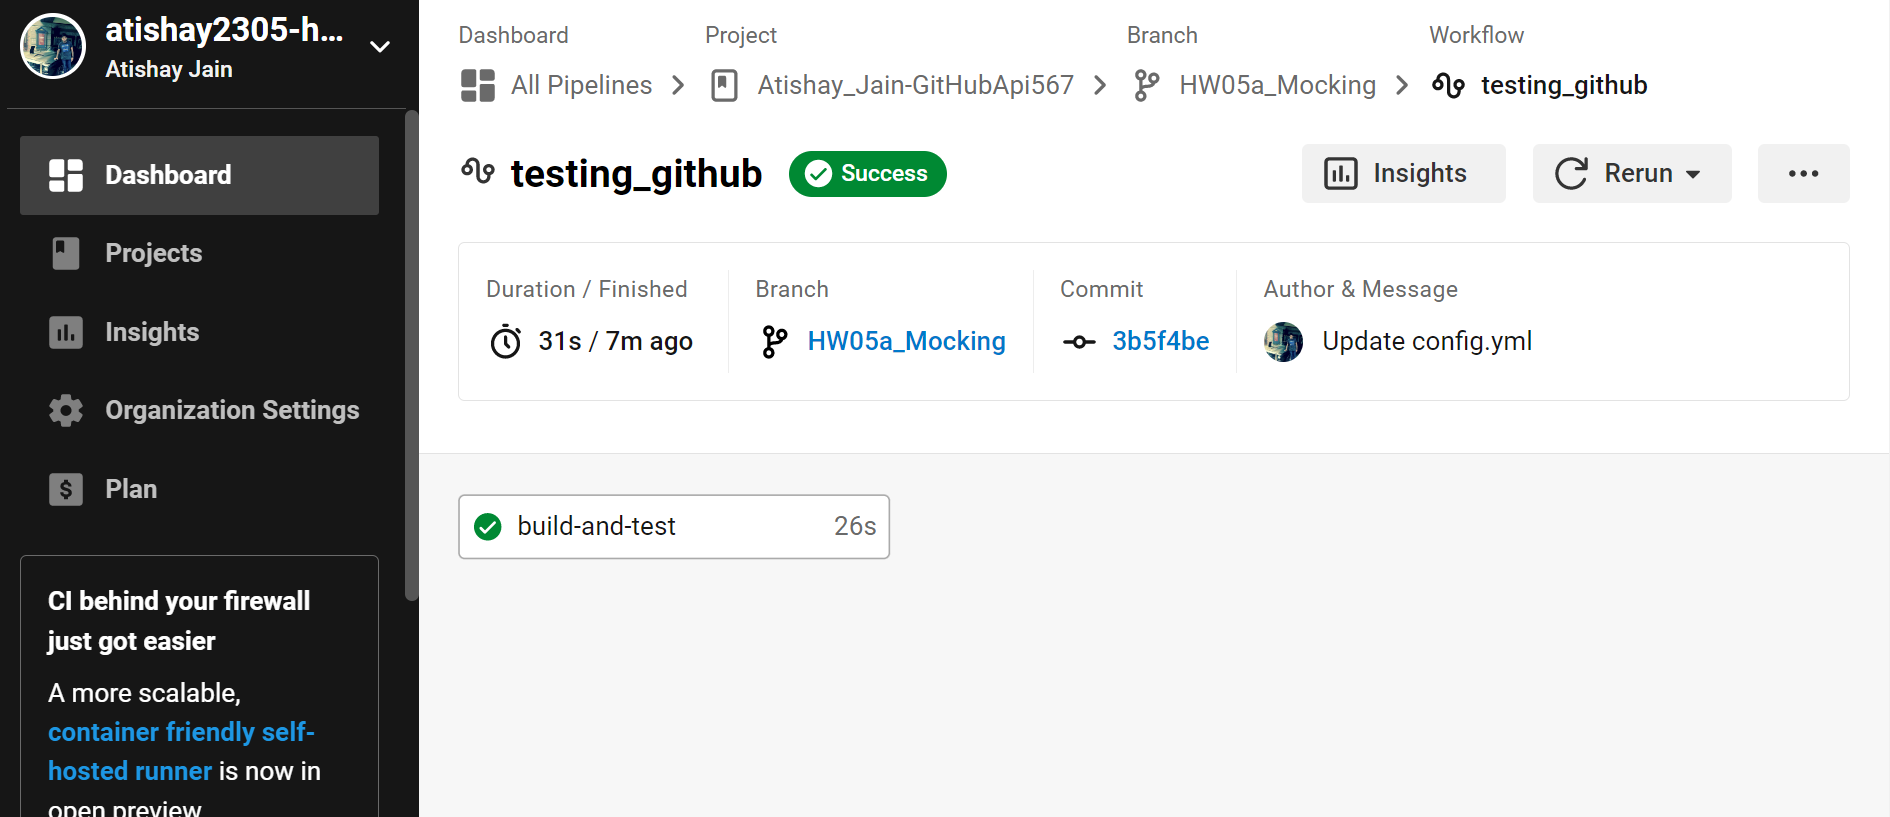 atishay2305-h...
Atishay Jain
Dashboard
Projects
Insights
Organization Settings
Plan
CI behind your firewall
just got easier
A more scalable,
container friendly self-
hosted runner is now in
open preview
Dashboard Project Branch Workflow
All Pipelines Atishay_Jain-GitHubApi567 HW05a_Mocking testing_github
testing_github Success Insights Rerun ...
Duration / Finished Branch Commit Author & Message
31s / 7m ago HW05a_Mocking 3b5f4be Update config.yml
build-and-test 26s